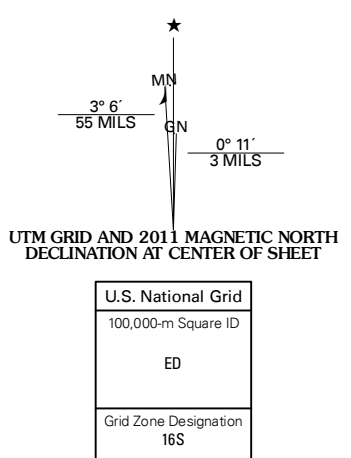 ★
MN
3° 6´
55 MILS
GN
0° 11´
3 MILS
UTM GRID AND 2011 MAGNETIC NORTH
DECLINATION AT CENTER OF SHEET
U.S. National Grid
100,000-m Square ID
ED
Grid Zone Designation
16S